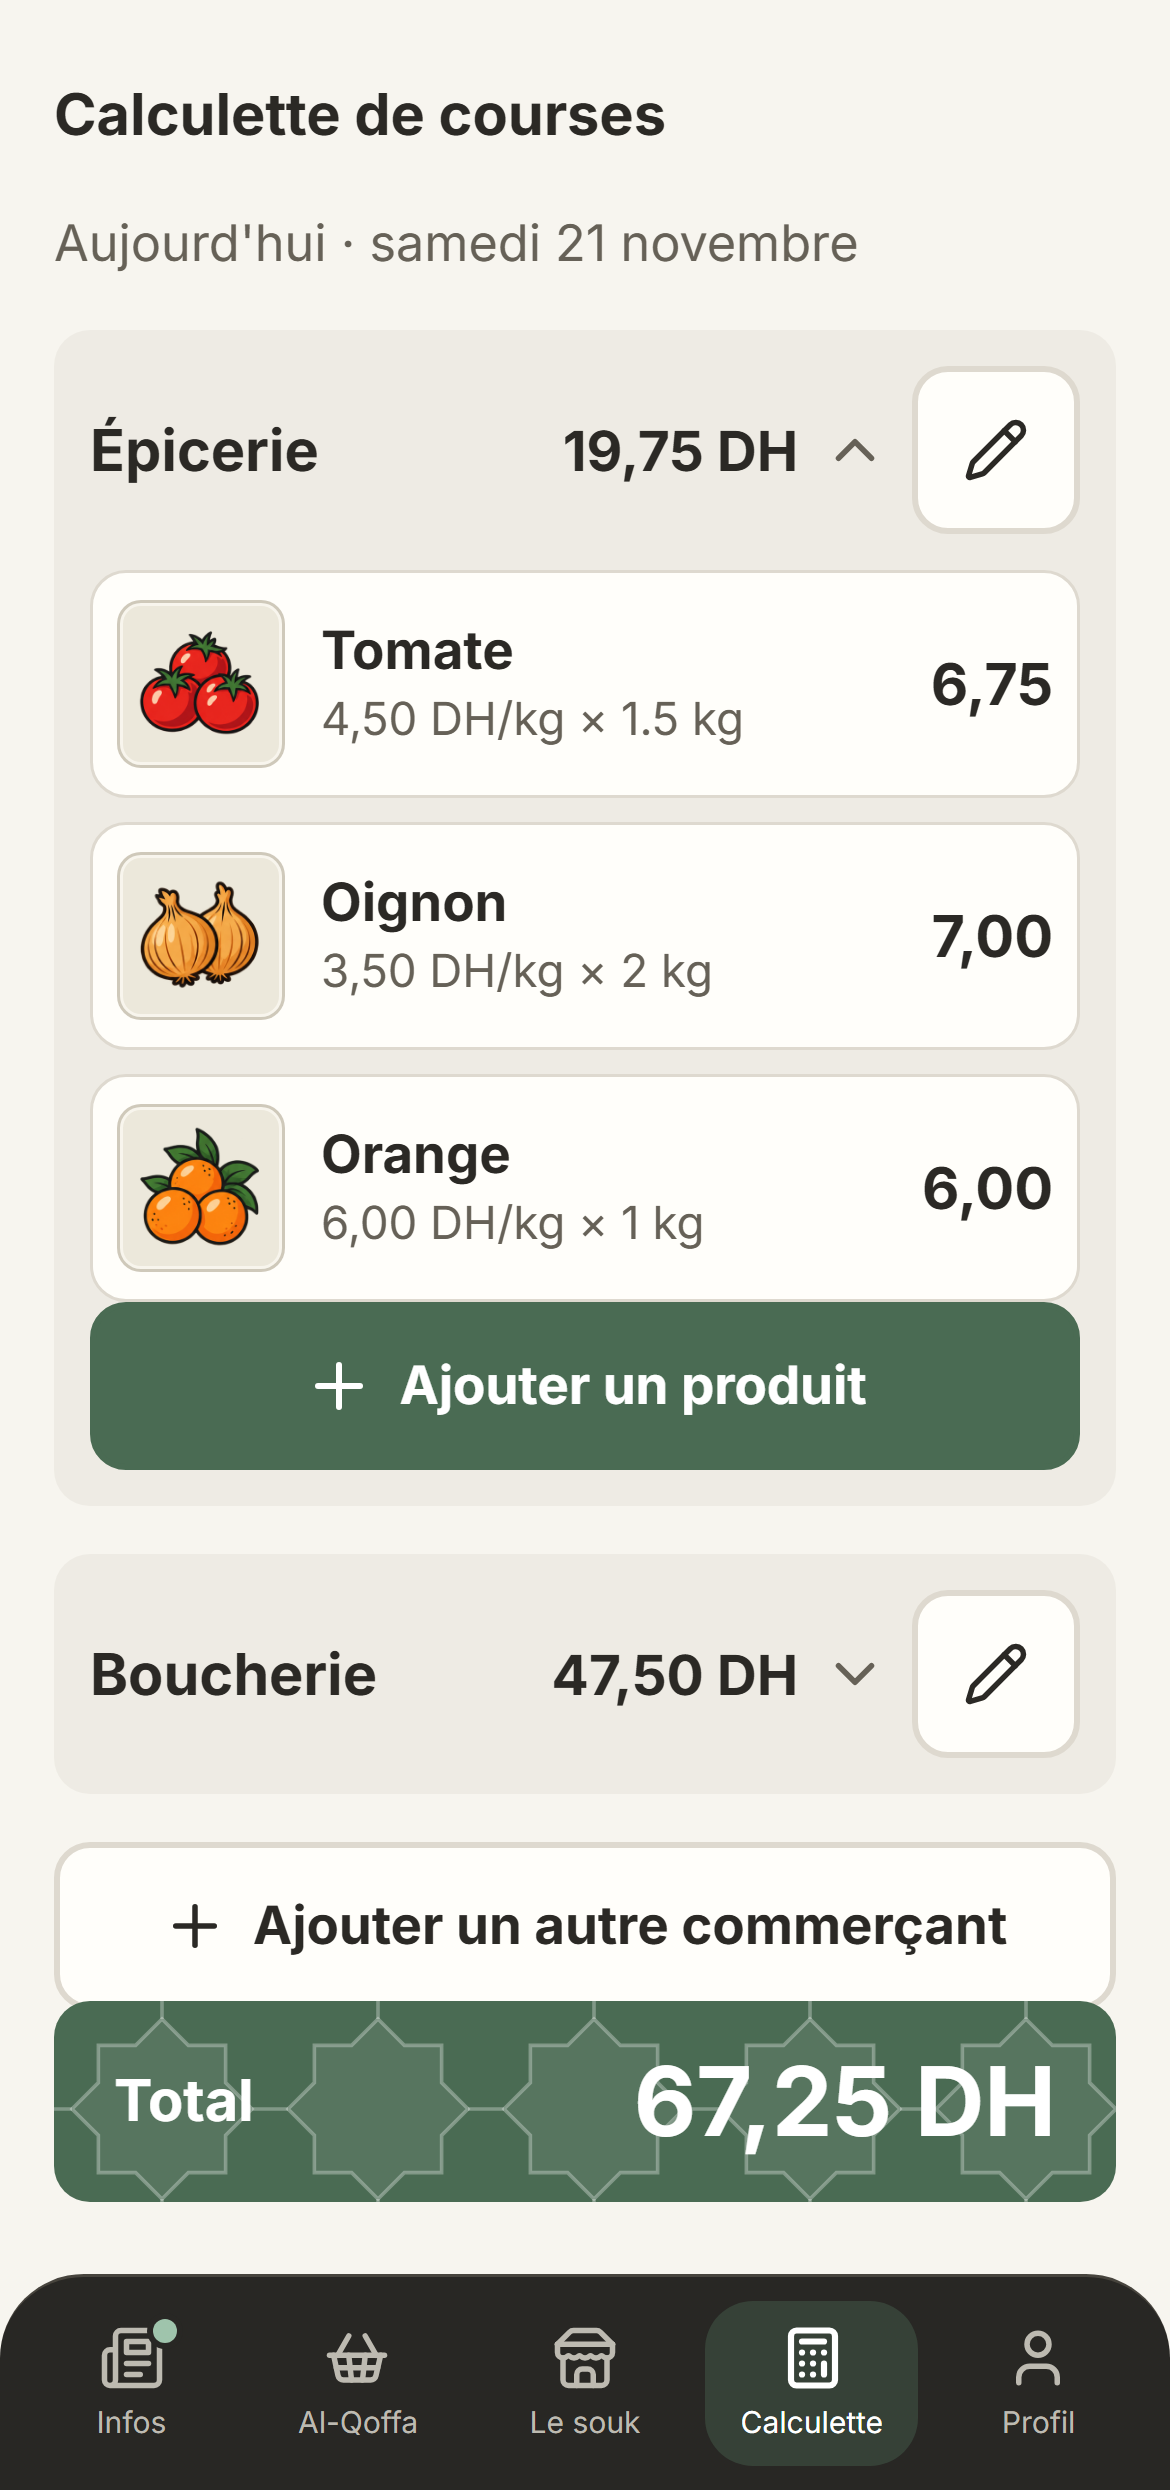 Calculette de courses
Aujourd'hui · samedi 21 novembre
Épicerie 19,75 DH
Tomate
4,50 DH/kg × 1.5 kg
6,75
Oignon
3,50 DH/kg × 2 kg
7,00
Orange
6,00 DH/kg × 1 kg
6,00
Ajouter un produit
Boucherie 47,50 DH
Ajouter un autre commerçant
Total 67,25 DH
Infos Al-Qoffa Le souk Calculette Profil